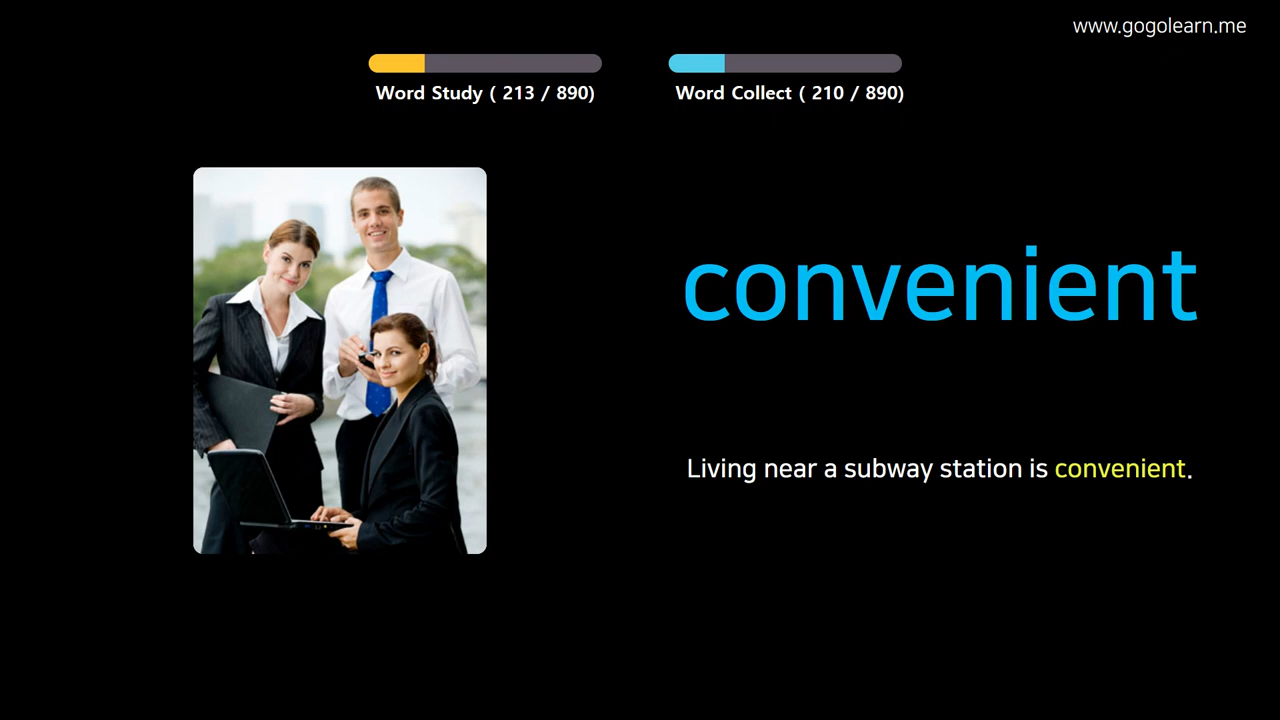 www.gogolearn.me
Word Study ( 213 / 890)
Word Collect ( 210 / 890)
convenient
Living near a subway station is convenient.